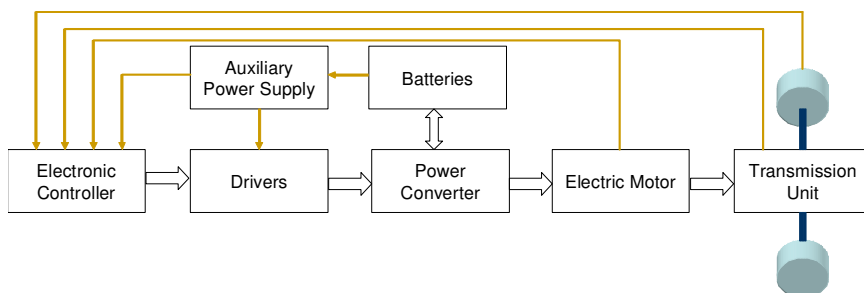 Auxiliary
Power Supply
Batteries
Electronic
Controller
Drivers
Power
Converter
Electric Motor
Transmission
Unit